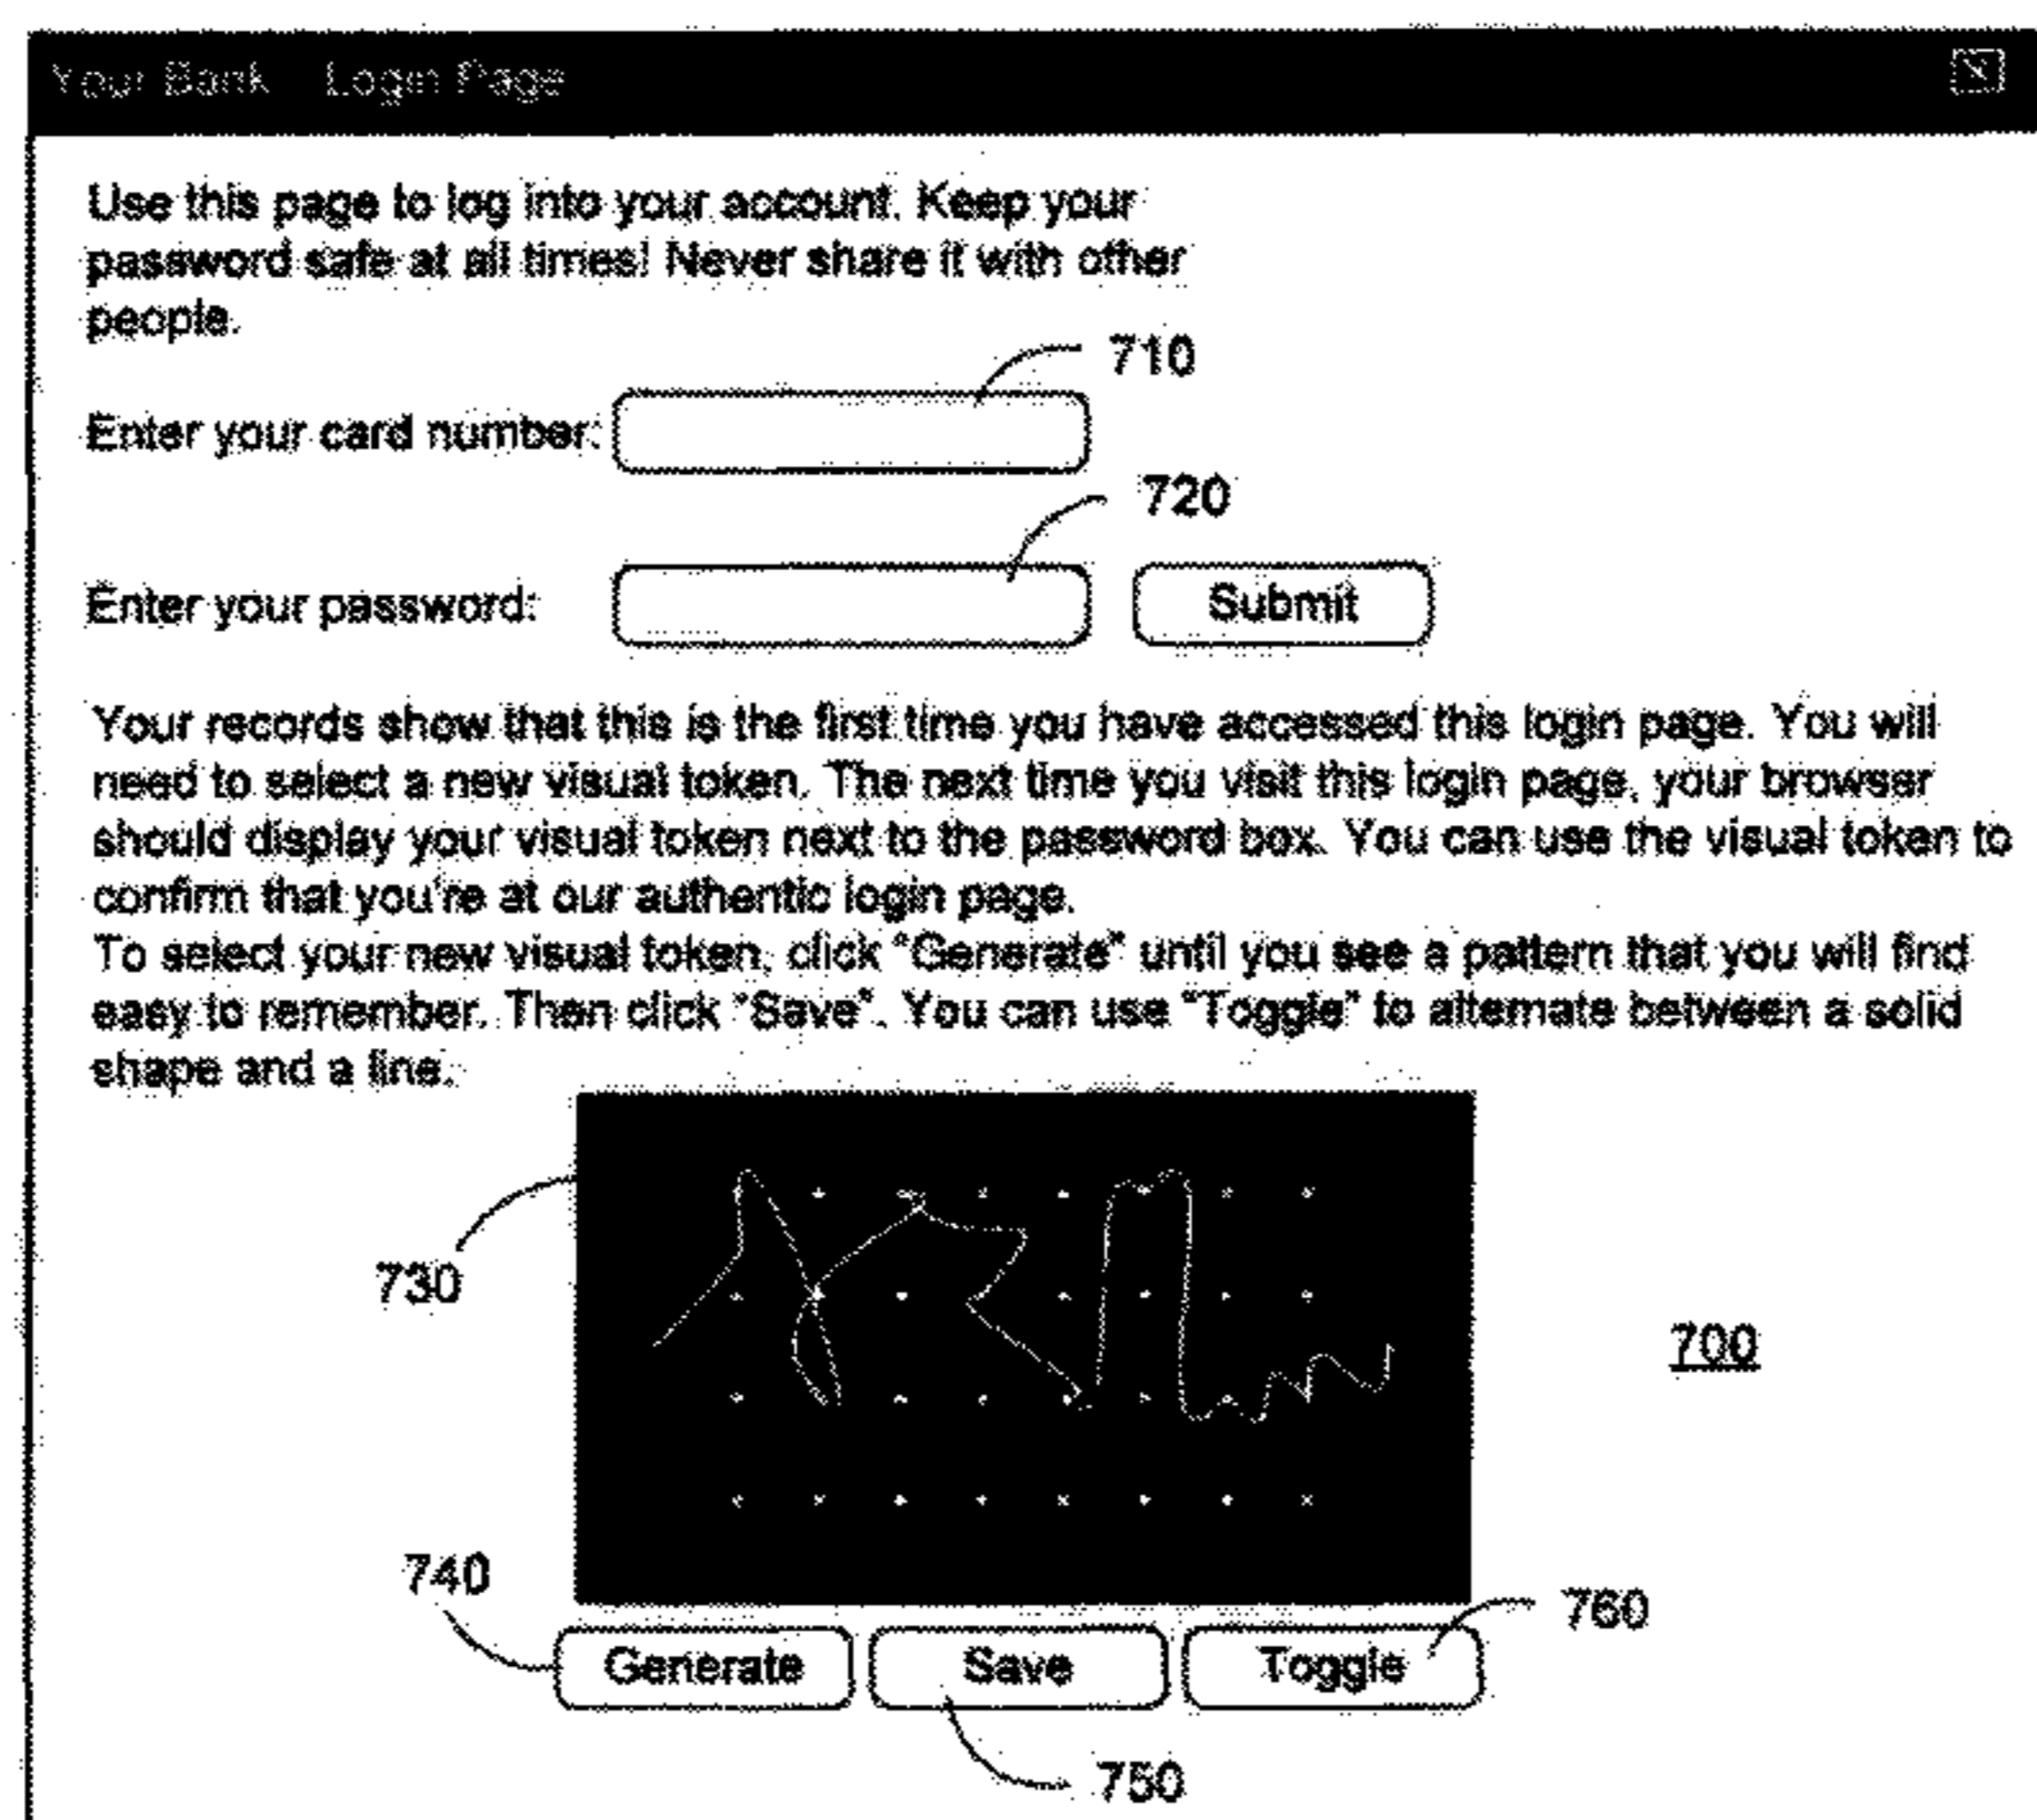 Your Bank Login Page
Use this page to log into your account. Keep your
password safe at all times! Never share it with other
people.
710
Enter your card number:
720
Enter your password:
Submit
Your records show that this is the first time you have accessed this login page. You will
need to select a new visual token. The next time you visit this login page, your browser
should display your visual token next to the password box. You can use the visual token to
confirm that you're at our authentic login page.
To select your new visual token, click "Generate" until you see a pattern that you will find
easy to remember. Then click "Save". You can use "Toggle" to alternate between a solid
shape and a line.
730
700
740
760
Generate
Save
Toggle
750